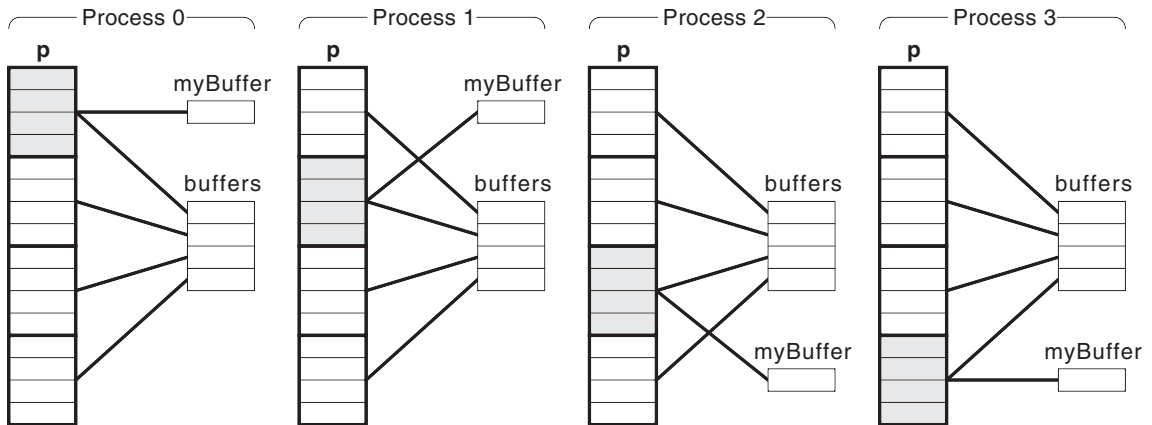 Process 0
Process 1
Process 2
Process 3
p
p
p
p
myBuffer
myBuffer
buffers
buffers
buffers
buffers
myBuffer
myBuffer